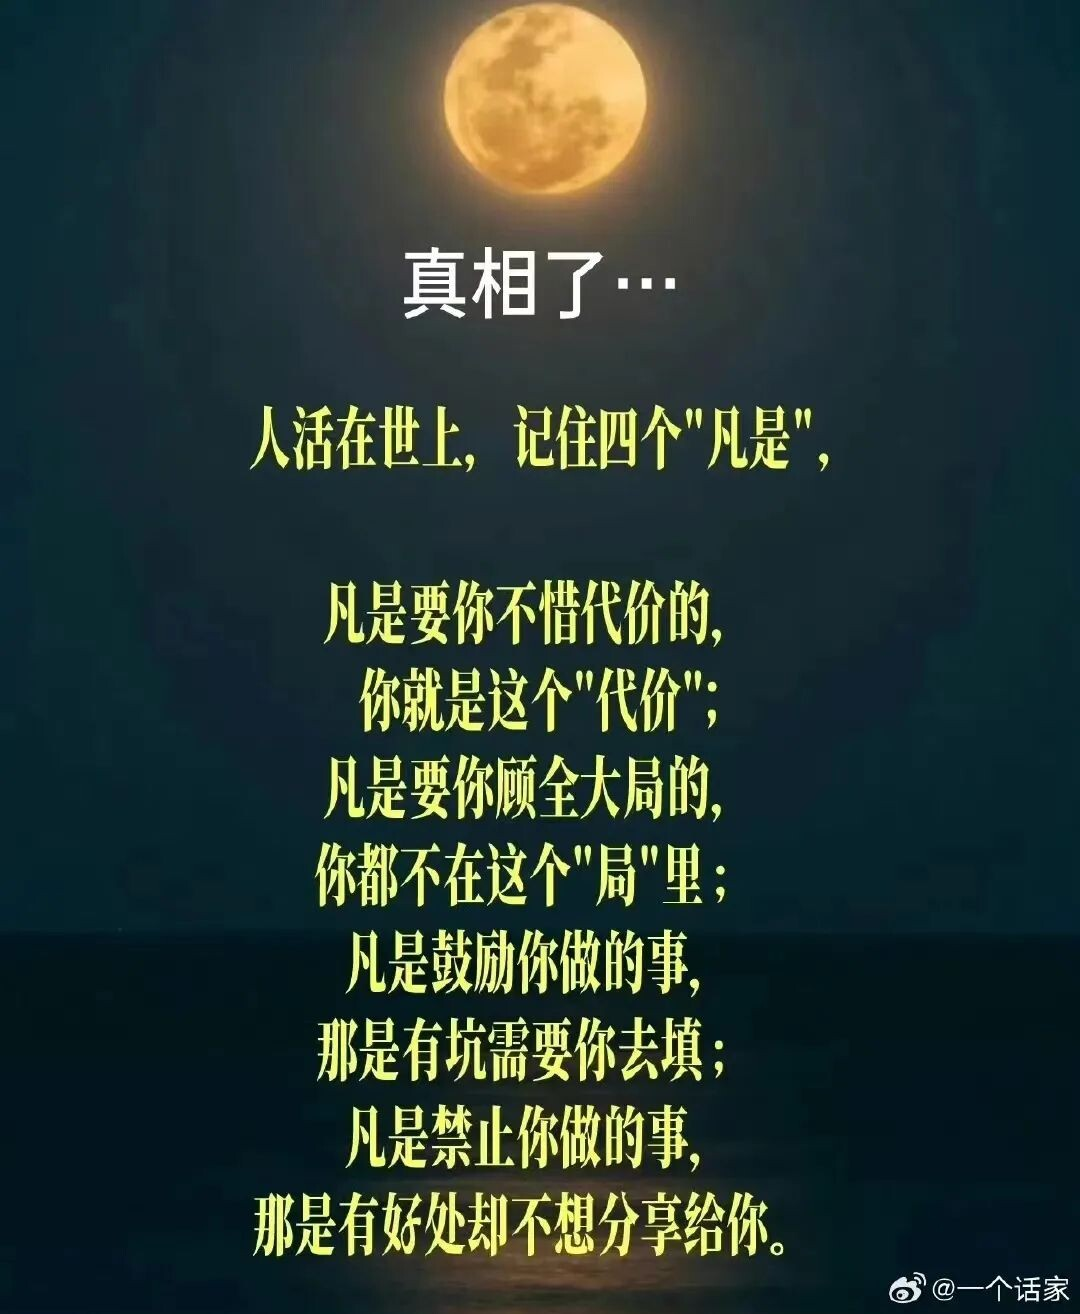 真相了…
人活在世上，记住四个"凡是"，
凡是要你不惜代价的，
你就是这个"代价"；
凡是要你顾全大局的，
你都不在这个"局"里；
凡是鼓励你做的事，
那是有坑需要你去填；
凡是禁止你做的事，
那是有好处却不想分享给你。
@一个话家